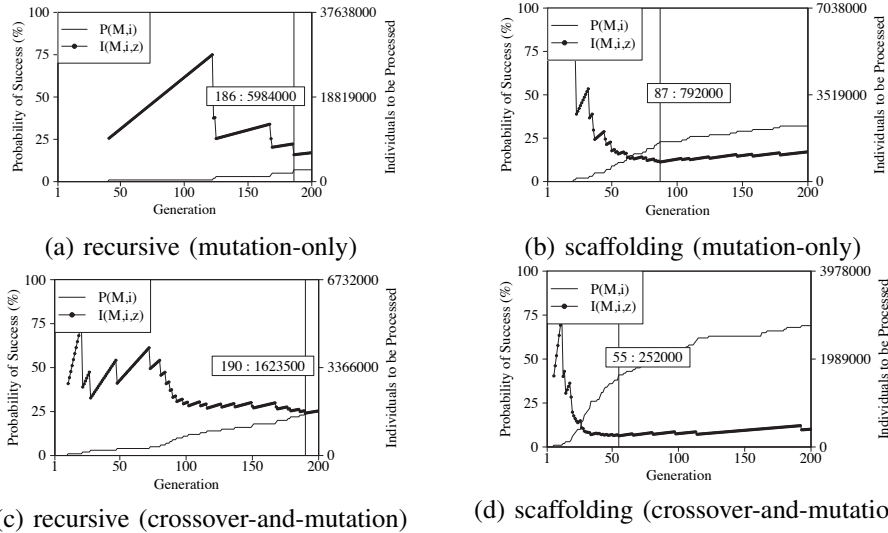 Probability of Success (%)
100
75
50
25
0
P(M,i)
I(M,i,z)
186 : 5984000
37638000
18819000
0
Individuals to be Processed
1
50
100
150
200
Generation
(a) recursive (mutation-only)
Probability of Success (%)
100
75
50
25
0
P(M,i)
I(M,i,z)
87 : 792000
7038000
3519000
0
Individuals to be Processed
1
50
100
150
200
Generation
(b) scaffolding (mutation-only)
Probability of Success (%)
100
75
50
25
0
P(M,i)
I(M,i,z)
190 : 1623500
6732000
3366000
0
Individuals to be Processed
1
50
100
150
200
Generation
c) recursive (crossover-and-mutation)
Probability of Success (%)
100
75
50
25
0
P(M,i)
I(M,i,z)
55 : 252000
3978000
1989000
0
Individuals to be Processed
1
50
100
150
200
Generation
(d) scaffolding (crossover-and-mutatio